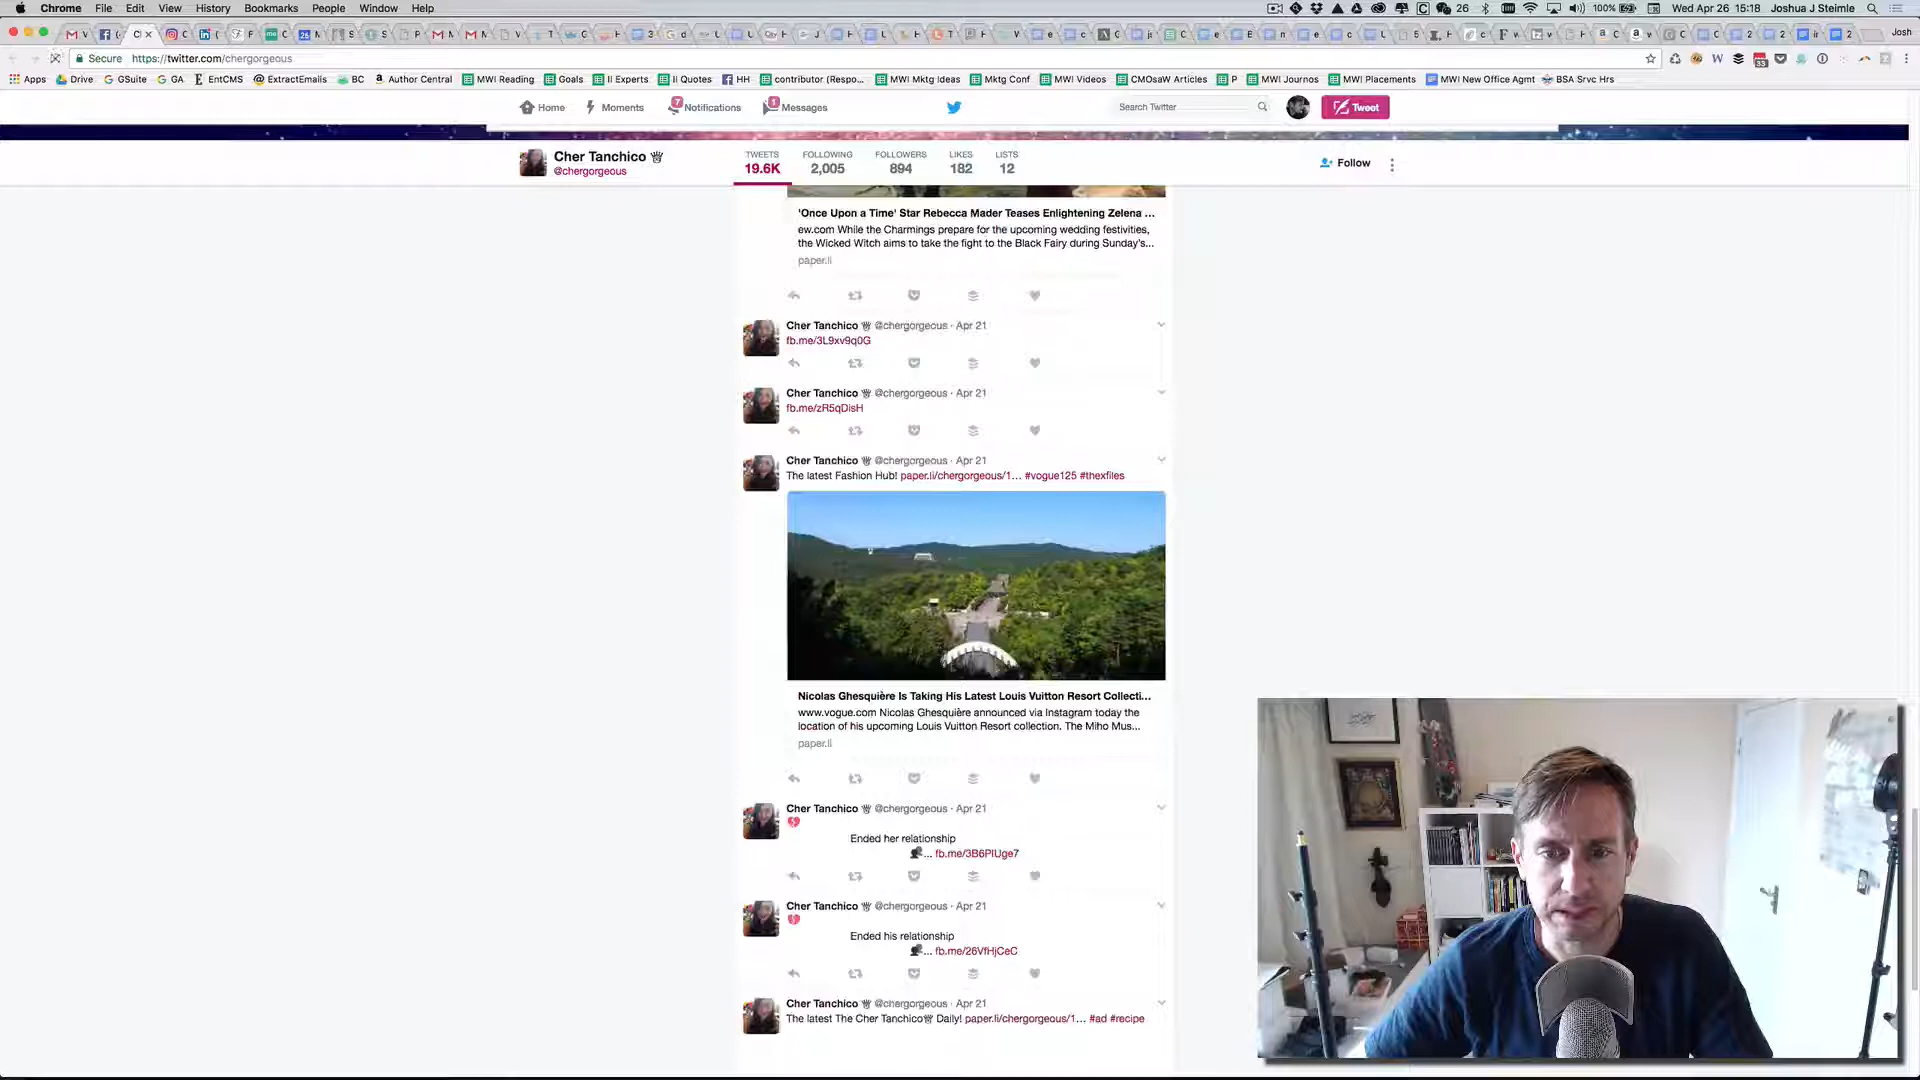 Chrome File Edit View History Bookmarks People Window Help
26 100% Wed Apr 26 15:18 Joshua J Steimle
Josh
Secure https://twitter.com/chergorgeous
Apps Drive GSuite GA EntCMS ExtractEmails BC Author Central MWI Reading Goals II Experts Ii Quotes HH contributor (Respo... MWI Mktg Ideas Mktg Conf MWI Videos CMOsaW Articles P MWI Journos MWI Placements MWI New Office Agmt BSA Srvc Hrs
Home Moments 7 Notifications 1 Messages Search Twitter Tweet
Cher Tanchico
@chergorgeous
TWEETS FOLLOWING FOLLOWERS LIKES LISTS
19.6K 2,005 894 182 12
Follow
'Once Upon a Time' Star Rebecca Mader Teases Enlightening Zelena ...
ew.com While the Charmings prepare for the upcoming wedding festivities,
the Wicked Witch aims to take the fight to the Black Fairy during Sunday's...
paper.li
Cher Tanchico @chergorgeous · Apr 21
fb.me/3L9xv9q0G
Cher Tanchico @chergorgeous · Apr 21
fb.me/zR5qDisH
Cher Tanchico @chergorgeous · Apr 21
The latest Fashion Hub! paper.li/chergorgeous/1... #vogue125 #thexfiles
Nicolas Ghesquière Is Taking His Latest Louis Vuitton Resort Collecti...
www.vogue.com Nicolas Ghesquière announced via Instagram today the
location of his upcoming Louis Vuitton Resort collection. The Miho Mus...
paper.li
Cher Tanchico @chergorgeous · Apr 21
Ended her relationship
... fb.me/3B6PIUge7
Cher Tanchico @chergorgeous · Apr 21
Ended his relationship
... fb.me/26VfHjCeC
Cher Tanchico @chergorgeous · Apr 21
The latest The Cher Tanchico Daily! paper.li/chergorgeous/1... #ad #recipe